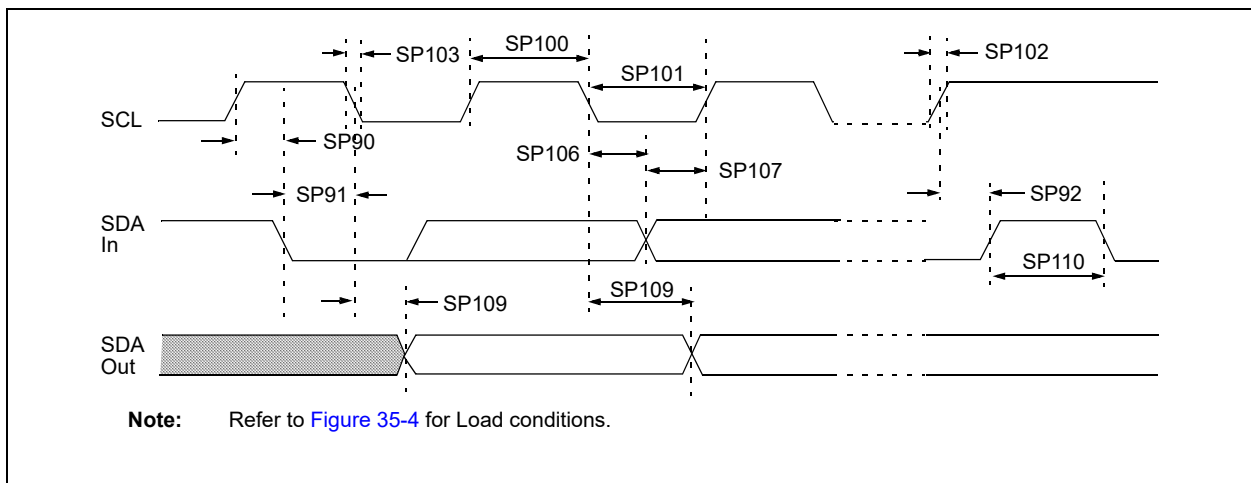 SP103
SP100
SP101
SP102
SCL
SP90
SP106
SP107
SP91
SP92
SDA
In
SP110
SP109
SP109
SDA
Out
Note: Refer to Figure 35-4 for Load conditions.